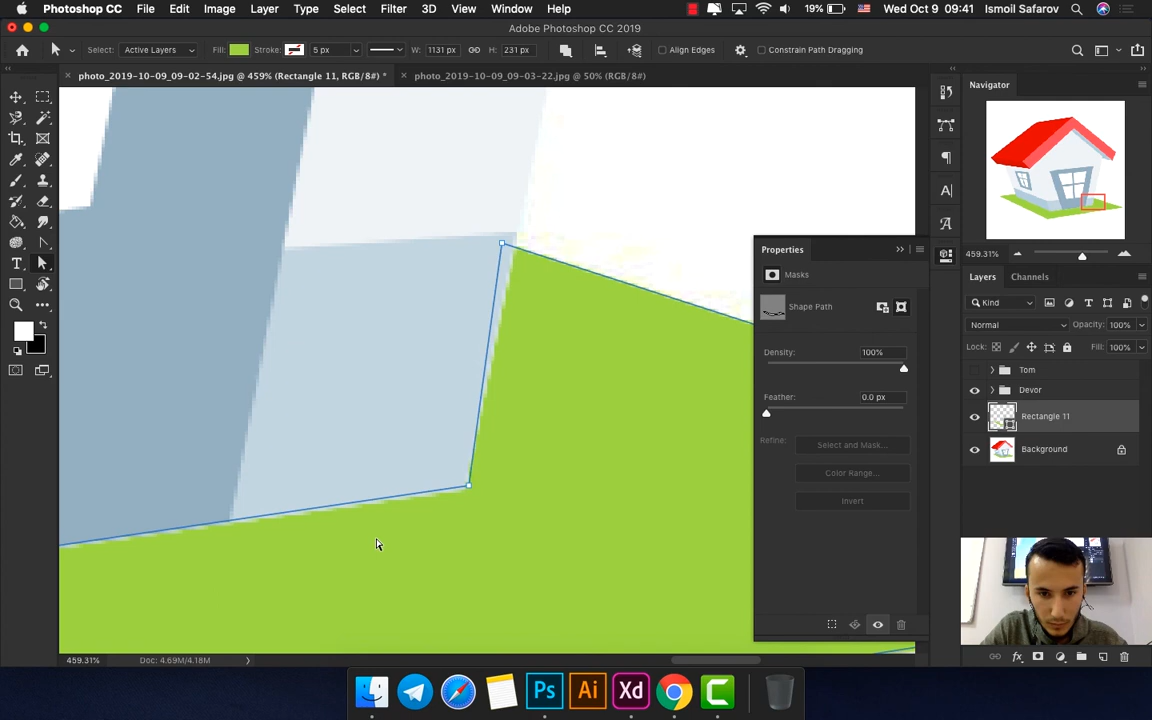 Photoshop CC File Edit Image Layer Type Select Filter 3D View Window Help 19% Wed Oct 9 09:41 Ismoil Safarov
Adobe Photoshop CC 2019
Select: Active Layers Fill: Stroke: 5 px W: 1131 px H: 231 px Align Edges Constrain Path Dragging
photo_2019-10-09_09-02-54.jpg @ 459% (Rectangle 11, RGB/8#) * photo_2019-10-09_09-03-22.jpg @ 50% (RGB/8#)
Navigator
459.31%
Layers Channels
Kind
Normal Opacity: 100%
Lock: Fill: 100%
Tom
Devor
Rectangle 11
Background
Properties
Masks
Shape Path
Density: 100%
Feather: 0.0 px
Refine: Select and Mask...
Color Range...
Invert
459.31% Doc: 4.69M/4.18M
fx
Ps Ai Xd C